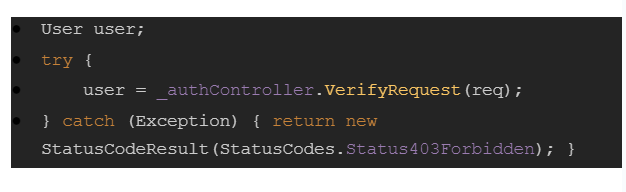 User user;
try {
    user = _authController.VerifyRequest(req);
} catch (Exception) { return new
StatusCodeResult(StatusCodes.Status403Forbidden); }